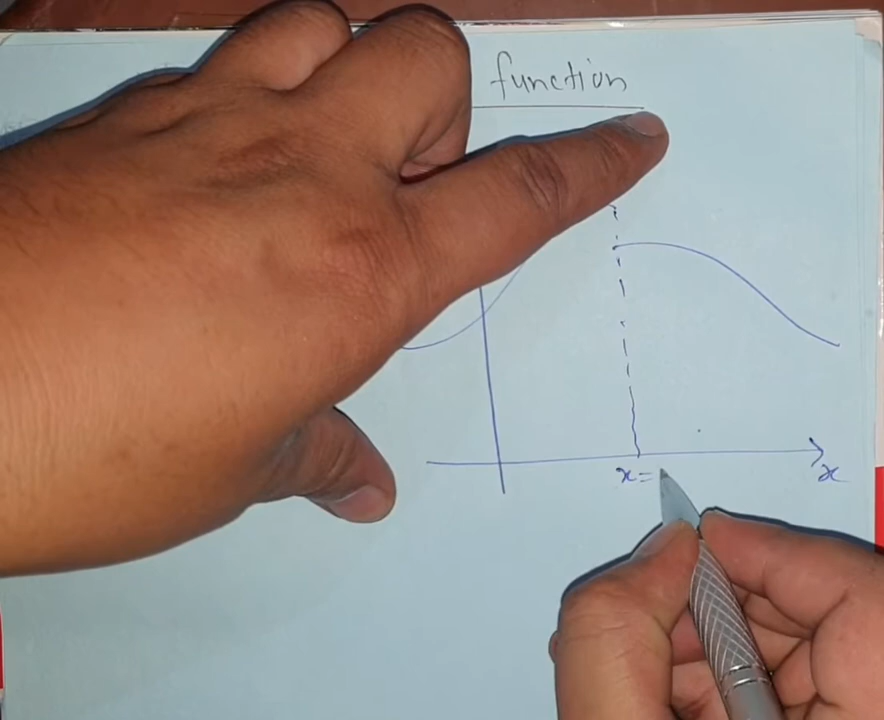 function
x=
x